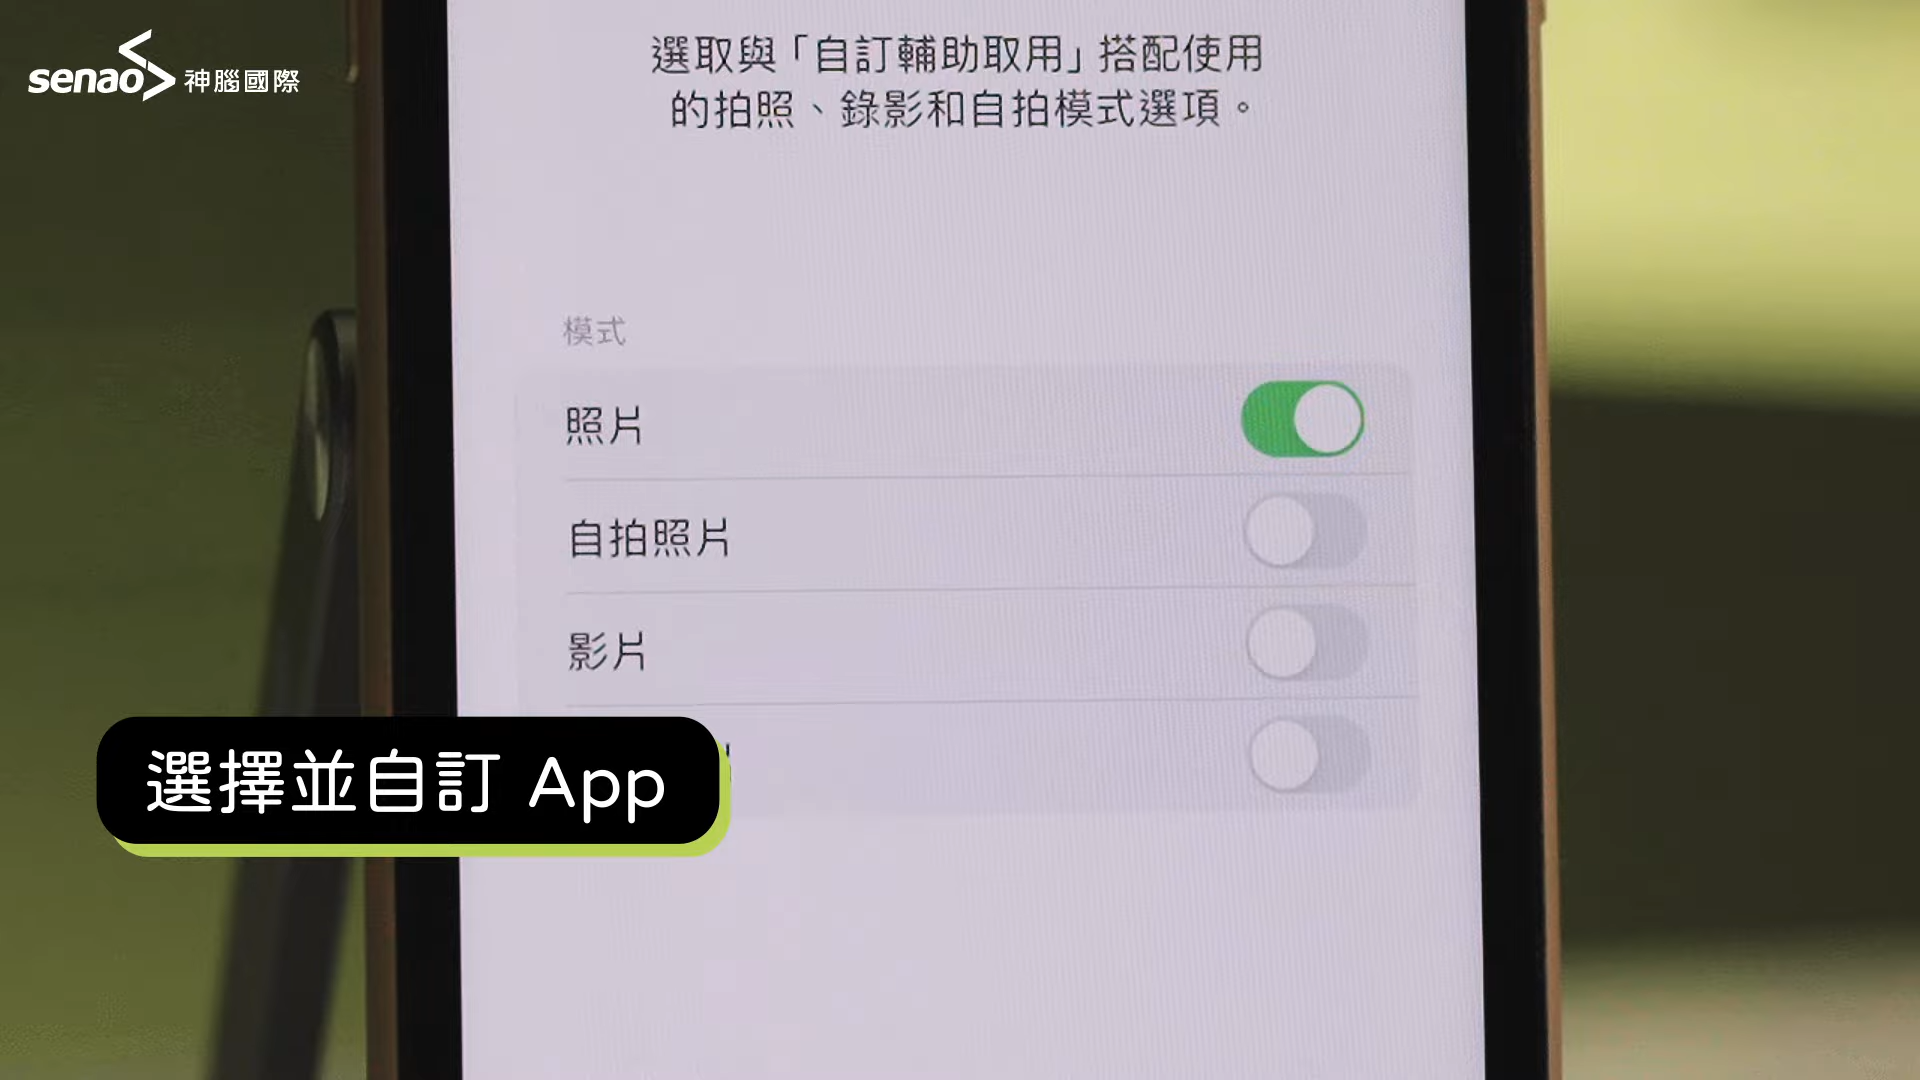 senao 神腦國際
選取與「自訂輔助取用」搭配使用
的拍照、錄影和自拍模式選項。
模式
照片
自拍照片
影片
選擇並自訂 App